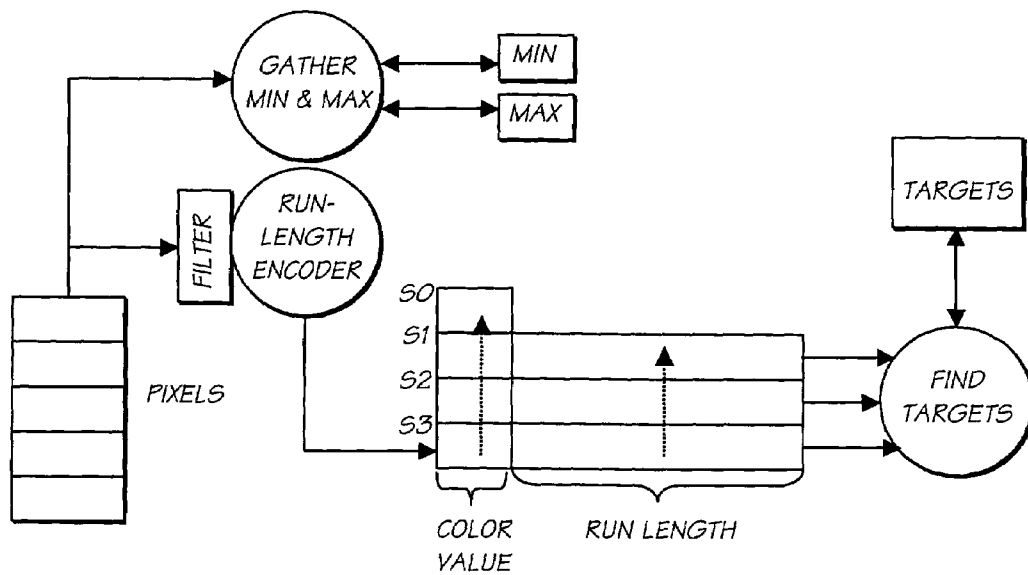 GATHER
MIN & MAX
MIN
MAX
TARGETS
FILTER
RUN-
LENGTH
ENCODER
S0
S1
S2
S3
PIXELS
FIND
TARGETS
COLOR
VALUE
RUN LENGTH